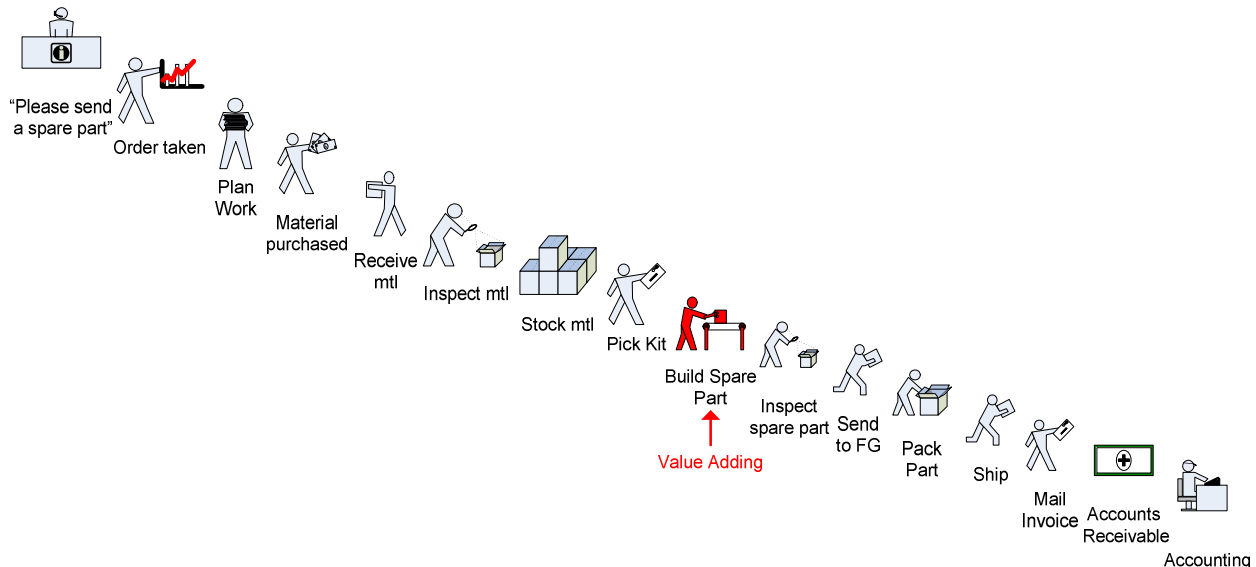 “Please send
a spare part”
Order taken
Plan
Work
Material
purchased
Receive
mtl
Inspect mtl
Stock mtl
Pick Kit
Build Spare
Part
Value Adding
Inspect
spare part
Send
to FG
Pack
Part
Ship
Mail
Invoice
Accounts
Receivable
Accounting